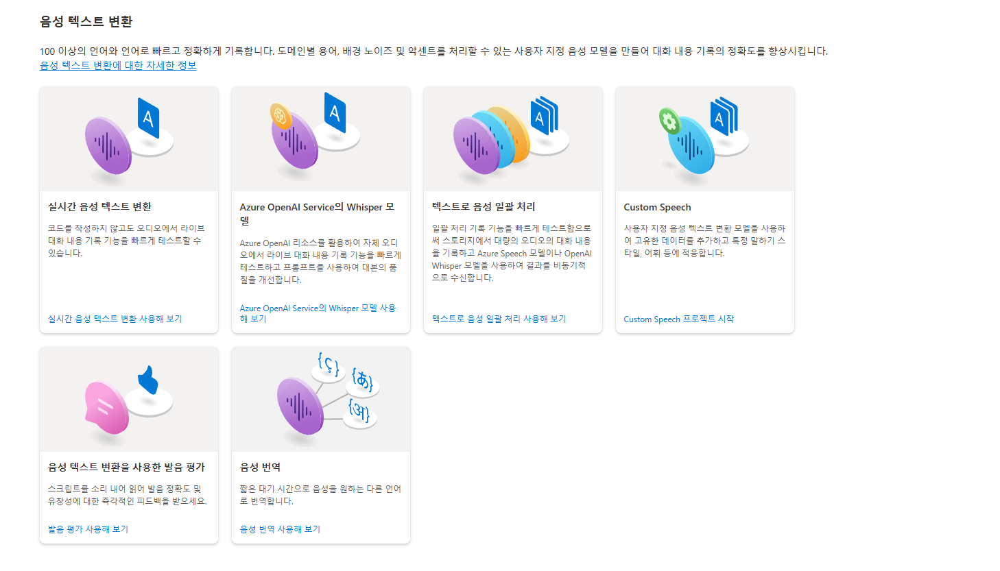 음성 텍스트 변환
100 이상의 언어와 언어로 빠르고 정확하게 기록합니다. 도메인별 용어, 배경 노이즈 및 악센트를 처리할 수 있는 사용자 지정 음성 모델을 만들어 대화 내용 기록의 정확도를 향상시킵니다.
음성 텍스트 변환에 대한 자세한 정보
A
실시간 음성 텍스트 변환
코드를 작성하지 않고도 오디오에서 라이브
대화 내용 기록 기능을 빠르게 테스트할 수
있습니다.
실시간 음성 텍스트 변환 사용해 보기
A
Azure OpenAI Service의 Whisper 모
델
Azure OpenAI 리소스를 활용하여 자체 오디
오에서 라이브 대화 내용 기록 기능을 빠르게
테스트하고 프롬프트를 사용하여 대본의 품
질을 개선합니다.
Azure OpenAI Service의 Whisper 모델 사용
해 보기
A
텍스트로 음성 일괄 처리
일괄 처리 기록 기능을 빠르게 테스트함으로
써 스토리지에서 대량의 오디오의 대화 내용
을 기록하고 Azure Speech 모델이나 OpenAI
Whisper 모델을 사용하여 결과를 비동기적
으로 수신합니다.
텍스트로 음성 일괄 처리 사용해 보기
A
Custom Speech
사용자 지정 음성 텍스트 변환 모델을 사용하
여 고유한 데이터를 추가하고 특정 말하기 스
타일, 어휘 등에 적응합니다.
Custom Speech 프로젝트 시작
음성 텍스트 변환을 사용한 발음 평가
스크립트를 소리 내어 읽어 발음 정확도 및
유창성에 대한 즉각적인 피드백을 받으세요.
발음 평가 사용해 보기
{ç}
{あ}
{अ}
음성 번역
짧은 대기 시간으로 음성을 원하는 다른 언어
로 번역합니다.
음성 번역 사용해 보기